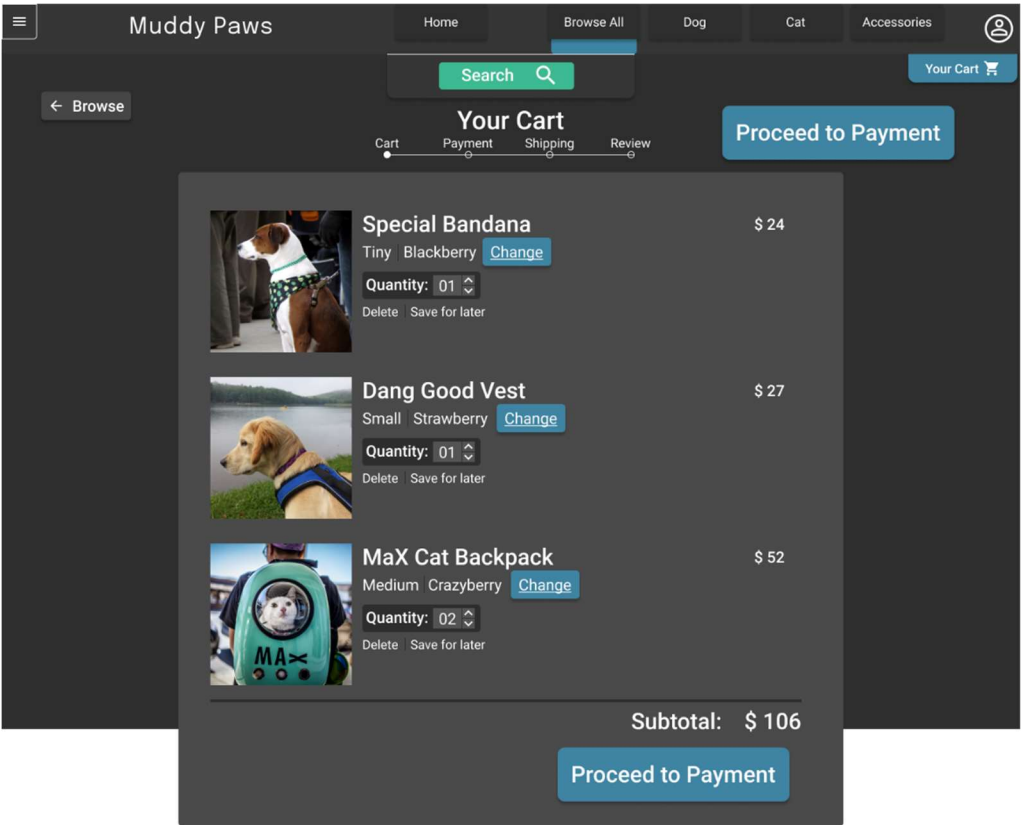 Muddy Paws
Home
Browse All
Dog
Cat
Accessories
Search
Your Cart
Browse
Your Cart
Proceed to Payment
Cart
Payment
Shipping
Review
Special Bandana
$ 24
Tiny Blackberry Change
Quantity: 01
Delete Save for later
Dang Good Vest
$ 27
Small Strawberry Change
Quantity: 01
Delete Save for later
MaX Cat Backpack
$ 52
Medium Crazyberry Change
Quantity: 02
Delete Save for later
MAX
Subtotal: $ 106
Proceed to Payment